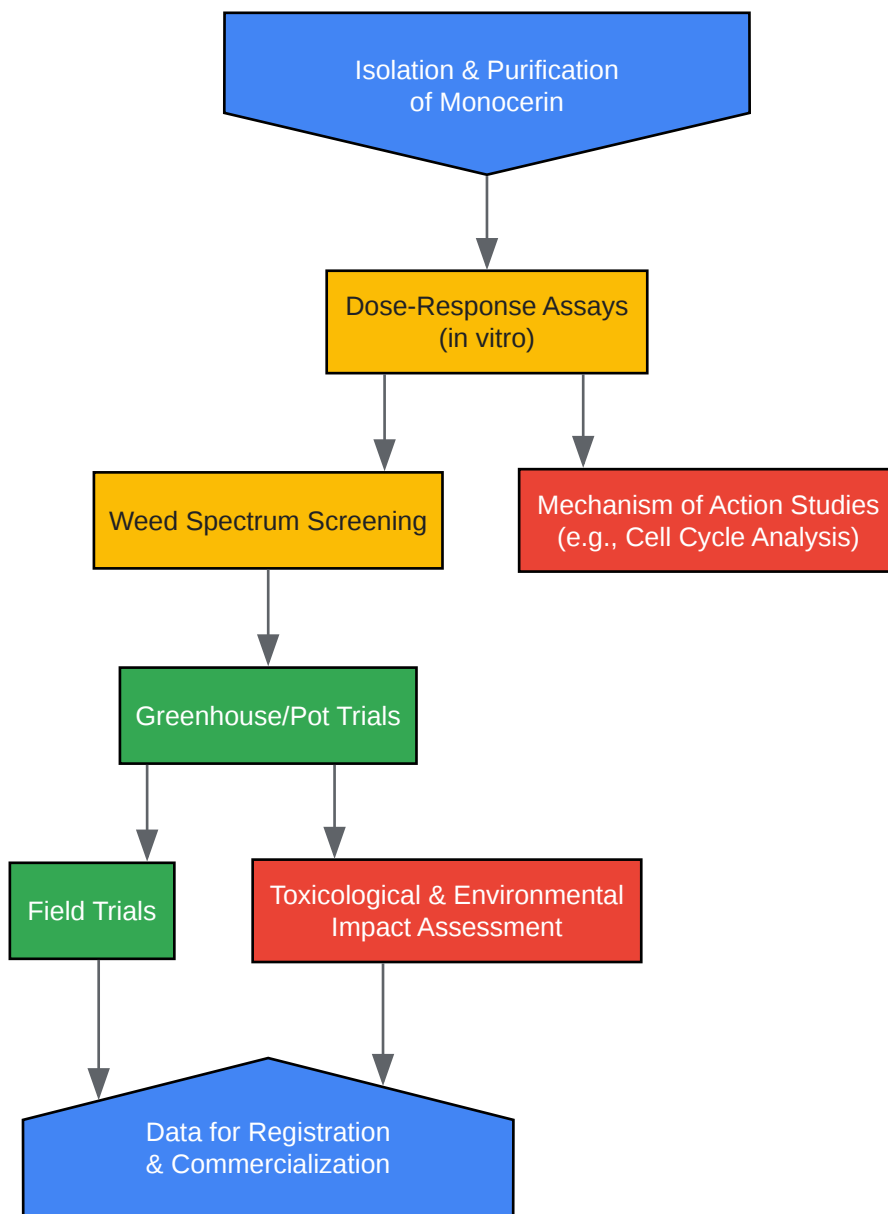 Isolation & Purification
of Monocerin
Dose-Response Assays
(in vitro)
Weed Spectrum Screening
Mechanism of Action Studies
(e.g., Cell Cycle Analysis)
Greenhouse/Pot Trials
Field Trials
Toxicological & Environmental
Impact Assessment
Data for Registration
& Commercialization